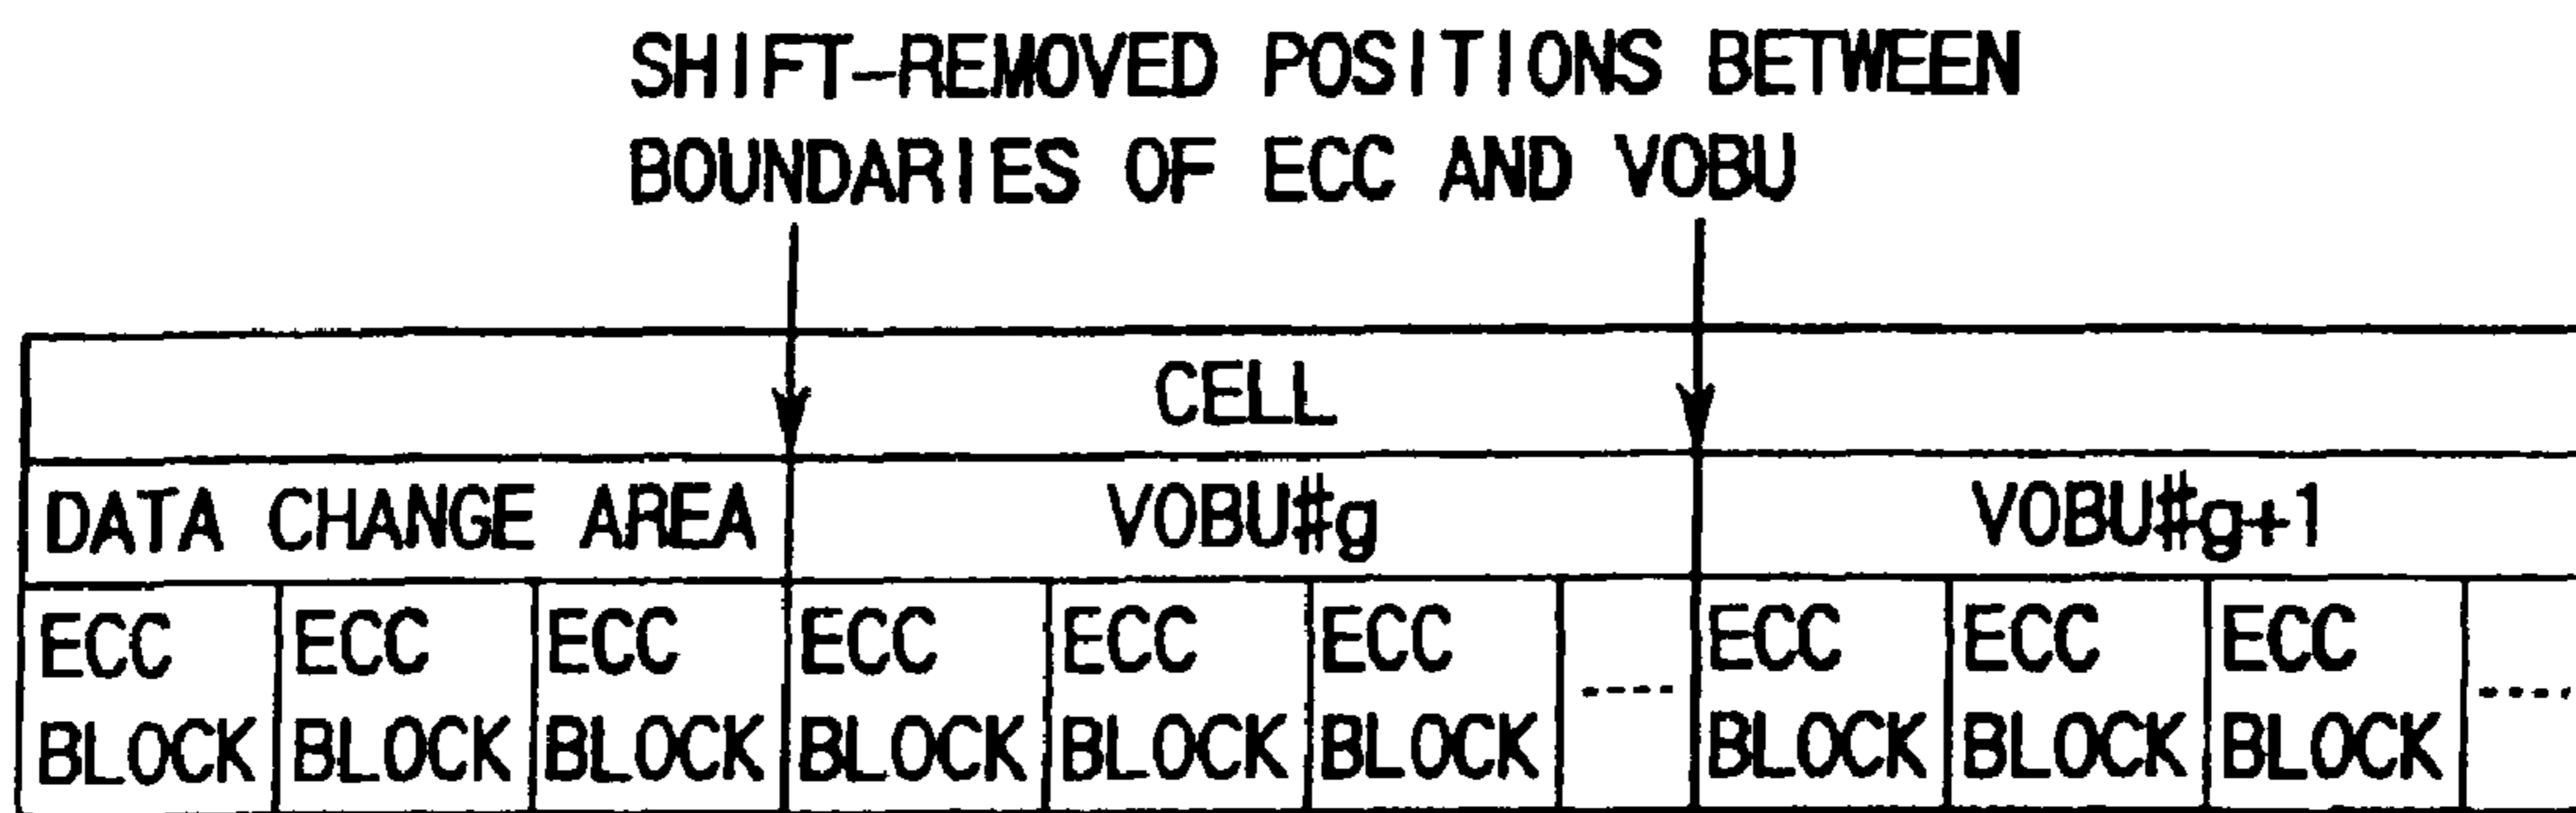 SHIFT-REMOVED POSITIONS BETWEEN
BOUNDARIES OF ECC AND VOBU
CELL
DATA CHANGE AREA VOBU#g VOBU#g+1
ECC ECC ECC ECC ECC ECC ---- ECC ECC ECC ----
BLOCK BLOCK BLOCK BLOCK BLOCK BLOCK BLOCK BLOCK BLOCK